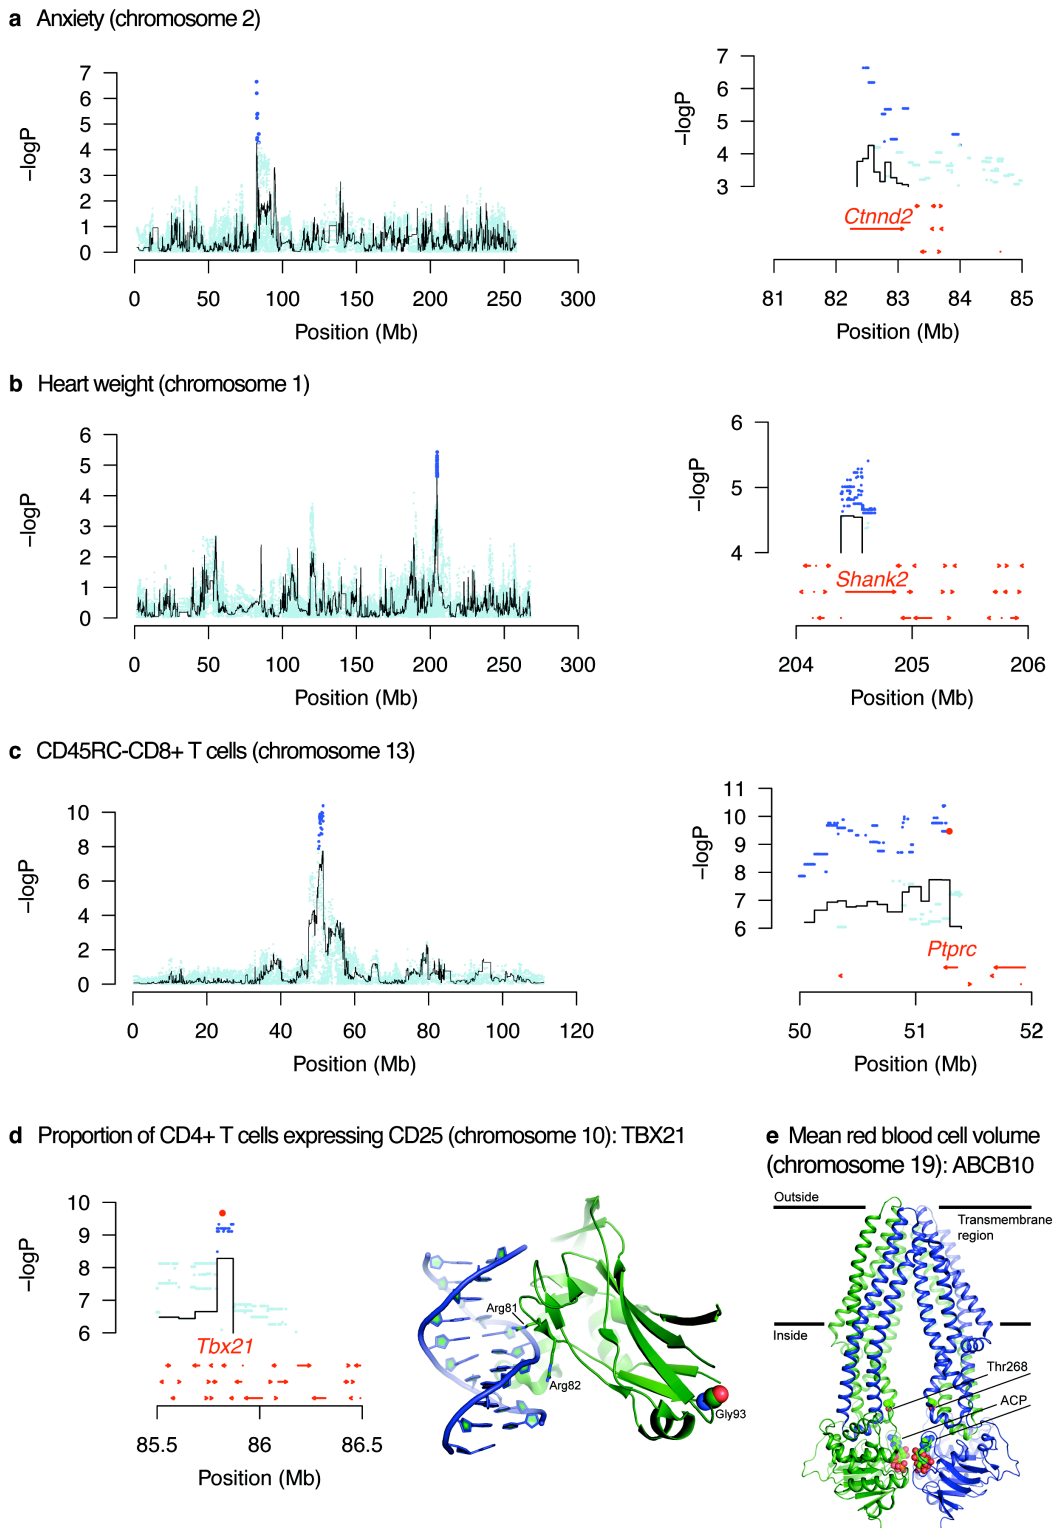 a Anxiety (chromosome 2)
7
6
5
4
3
2
1
0
−logP
0 50 100 150 200 250 300
Position (Mb)
7
6
5
4
3
−logP
Ctnnd2
81 82 83 84 85
Position (Mb)
b Heart weight (chromosome 1)
6
5
4
3
2
1
0
−logP
0 50 100 150 200 250 300
Position (Mb)
6
5
4
−logP
Shank2
204 205 206
Position (Mb)
c CD45RC-CD8+ T cells (chromosome 13)
10
8
6
4
2
0
−logP
0 20 40 60 80 100 120
Position (Mb)
11
10
9
8
7
6
−logP
Ptprc
50 51 52
Position (Mb)
d Proportion of CD4+ T cells expressing CD25 (chromosome 10): TBX21
10
9
8
7
6
−logP
Tbx21
85.5 86 86.5
Position (Mb)
Arg81
Arg82
Gly93
e Mean red blood cell volume
(chromosome 19): ABCB10
Outside
Transmembrane
region
Inside
Thr268
ACP